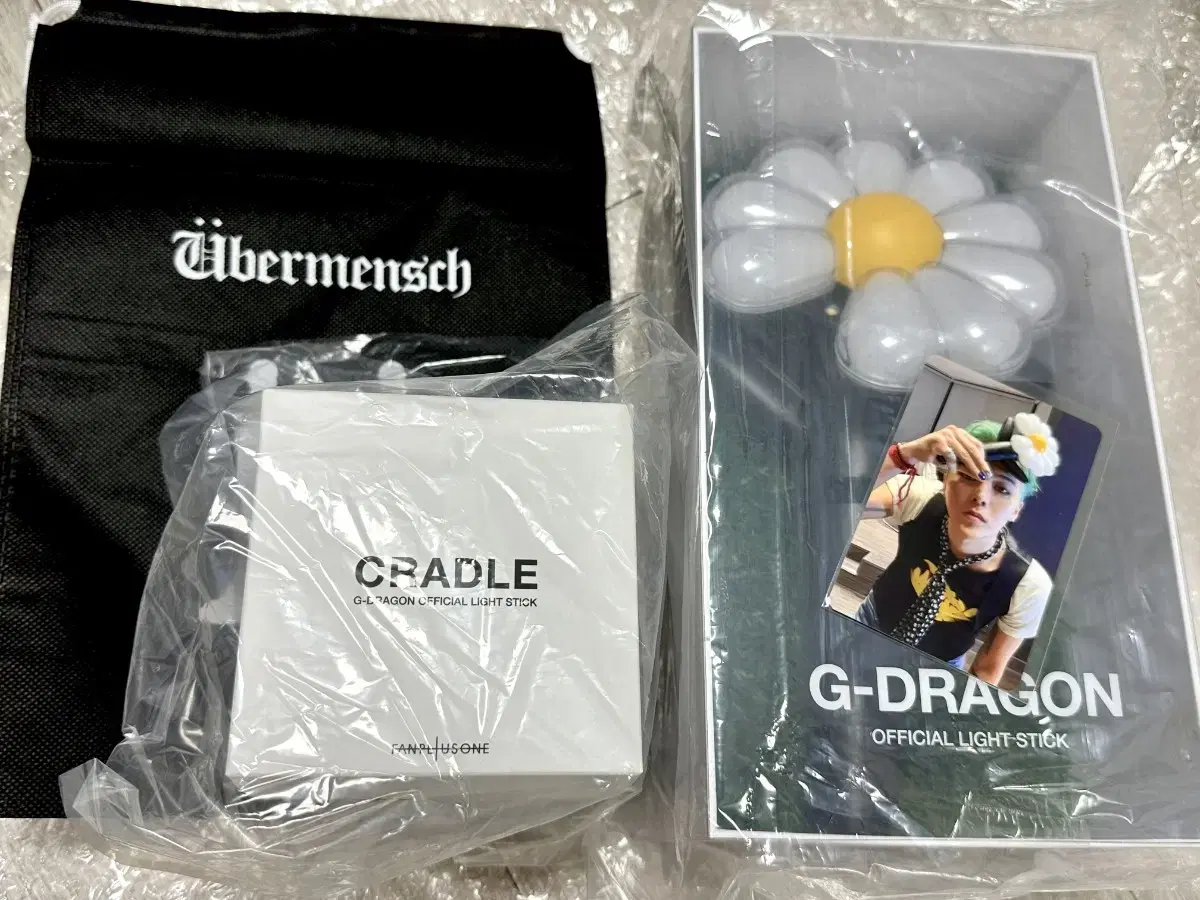 Übermensch
CRADLE
G-DRAGON OFFICIAL LIGHT STICK
FANPLUSONE
G-DRAGON
OFFICIAL LIGHT STICK